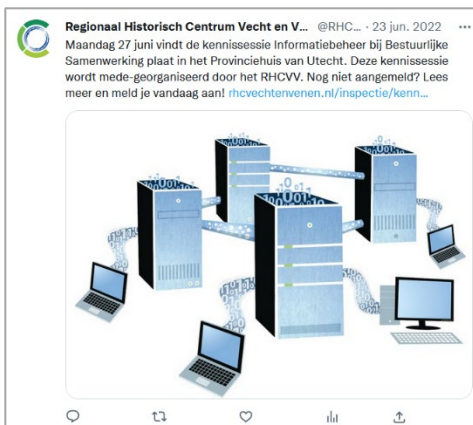 Regionaal Historisch Centrum Vecht en V... @RHC... · 23 jun. 2022 ...
Maandag 27 juni vindt de kennissessie Informatiebeheer bij Bestuurlijke
Samenwerking plaat in het Provinciehuis van Utecht. Deze kennissessie
wordt mede-georganiseerd door het RHCVV. Nog niet aangemeld? Lees
meer en meld je vandaag aan! rhcvechtenvenen.nl/inspectie/kenn...